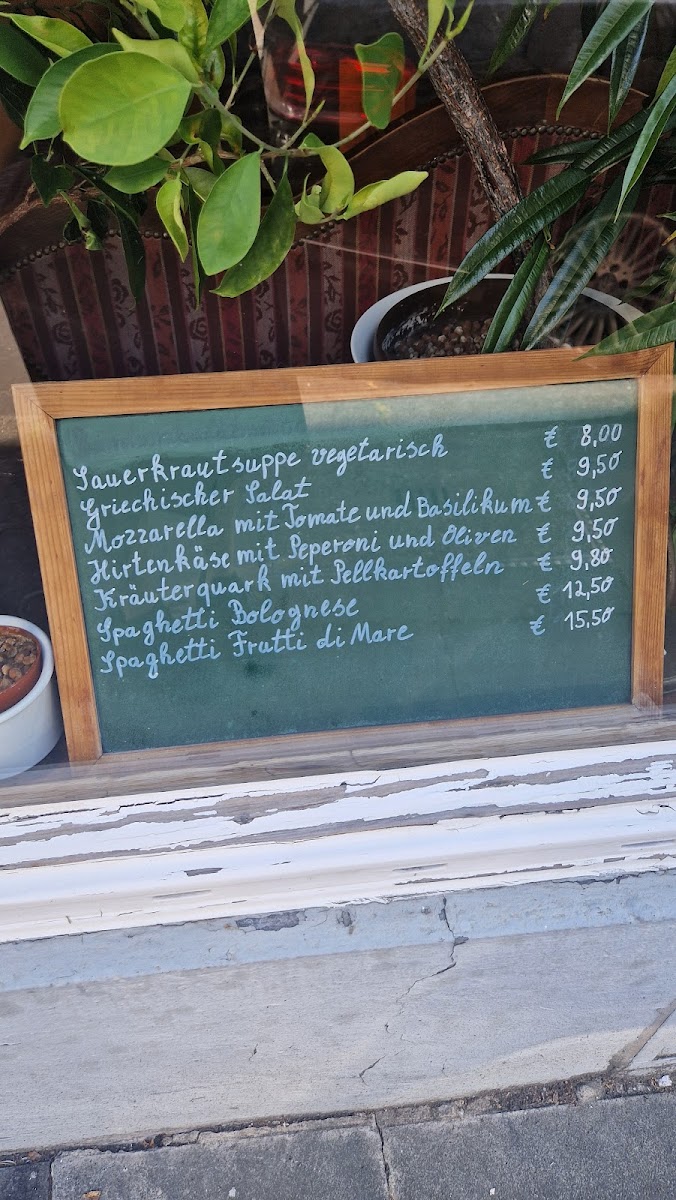 Sauerkrautsuppe vegetarisch € 8,00
Griechischer Salat € 9,50
Mozzarella mit Tomate und Basilikum € 9,50
Hirtenkäse mit Peperoni und Oliven € 9,50
Kräuterquark mit Pellkartoffeln € 9,80
Spaghetti Bolognese € 12,50
Spaghetti Frutti di Mare € 15,50